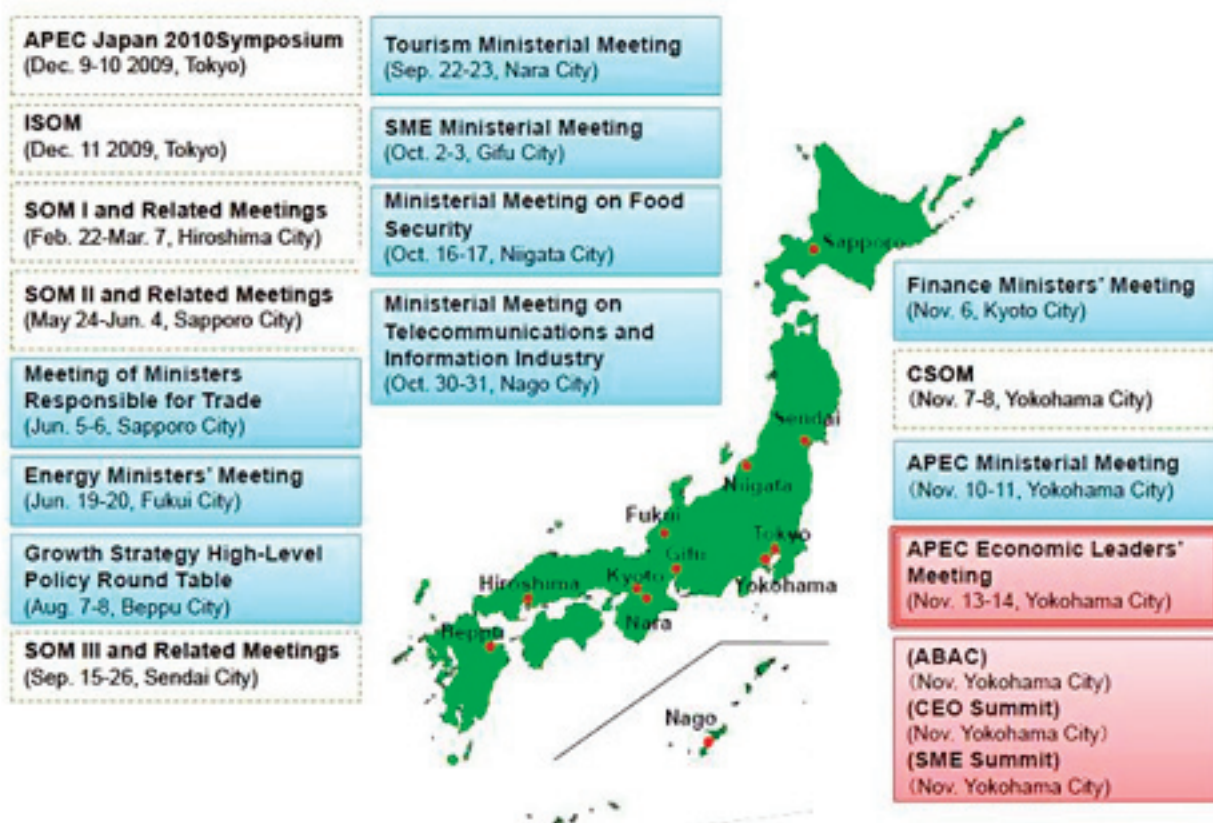 APEC Japan 2010Symposium
(Dec. 9-10 2009, Tokyo)
ISOM
(Dec. 11 2009, Tokyo)
SOM I and Related Meetings
(Feb. 22-Mar. 7, Hiroshima City)
SOM II and Related Meetings
(May 24-Jun. 4, Sapporo City)
Meeting of Ministers
Responsible for Trade
(Jun. 5-6, Sapporo City)
Energy Ministers' Meeting
(Jun. 19-20, Fukui City)
Growth Strategy High-Level
Policy Round Table
(Aug. 7-8, Beppu City)
SOM III and Related Meetings
(Sep. 15-26, Sendai City)
Tourism Ministerial Meeting
(Sep. 22-23, Nara City)
SME Ministerial Meeting
(Oct. 2-3, Gifu City)
Ministerial Meeting on Food
Security
(Oct. 16-17, Niigata City)
Ministerial Meeting on
Telecommunications and
Information Industry
(Oct. 30-31, Nago City)
Sapporo
Sendai
Niigata
Fukui
Tokyo
Gifu
Hiroshima
Kyoto
Yokohama
Nara
Beppu
Nago
Finance Ministers' Meeting
(Nov. 6, Kyoto City)
CSOM
(Nov. 7-8, Yokohama City)
APEC Ministerial Meeting
(Nov. 10-11, Yokohama City)
APEC Economic Leaders'
Meeting
(Nov. 13-14, Yokohama City)
(ABAC)
(Nov. Yokohama City)
(CEO Summit)
(Nov. Yokohama City)
(SME Summit)
(Nov. Yokohama City)